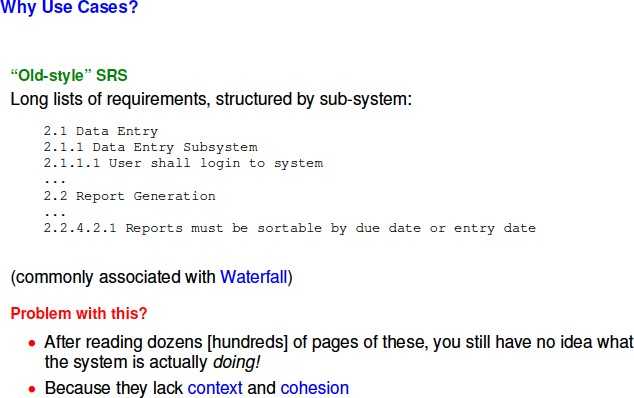 Why Use Cases?
“Old-style” SRS
Long lists of requirements, structured by sub-system:
2.1 Data Entry
2.1.1 Data Entry Subsystem
2.1.1.1 User shall login to system
...
2.2 Report Generation
...
2.2.4.2.1 Reports must be sortable by due date or entry date
(commonly associated with Waterfall)
Problem with this?
• After reading dozens [hundreds] of pages of these, you still have no idea what
the system is actually doing!
• Because they lack context and cohesion